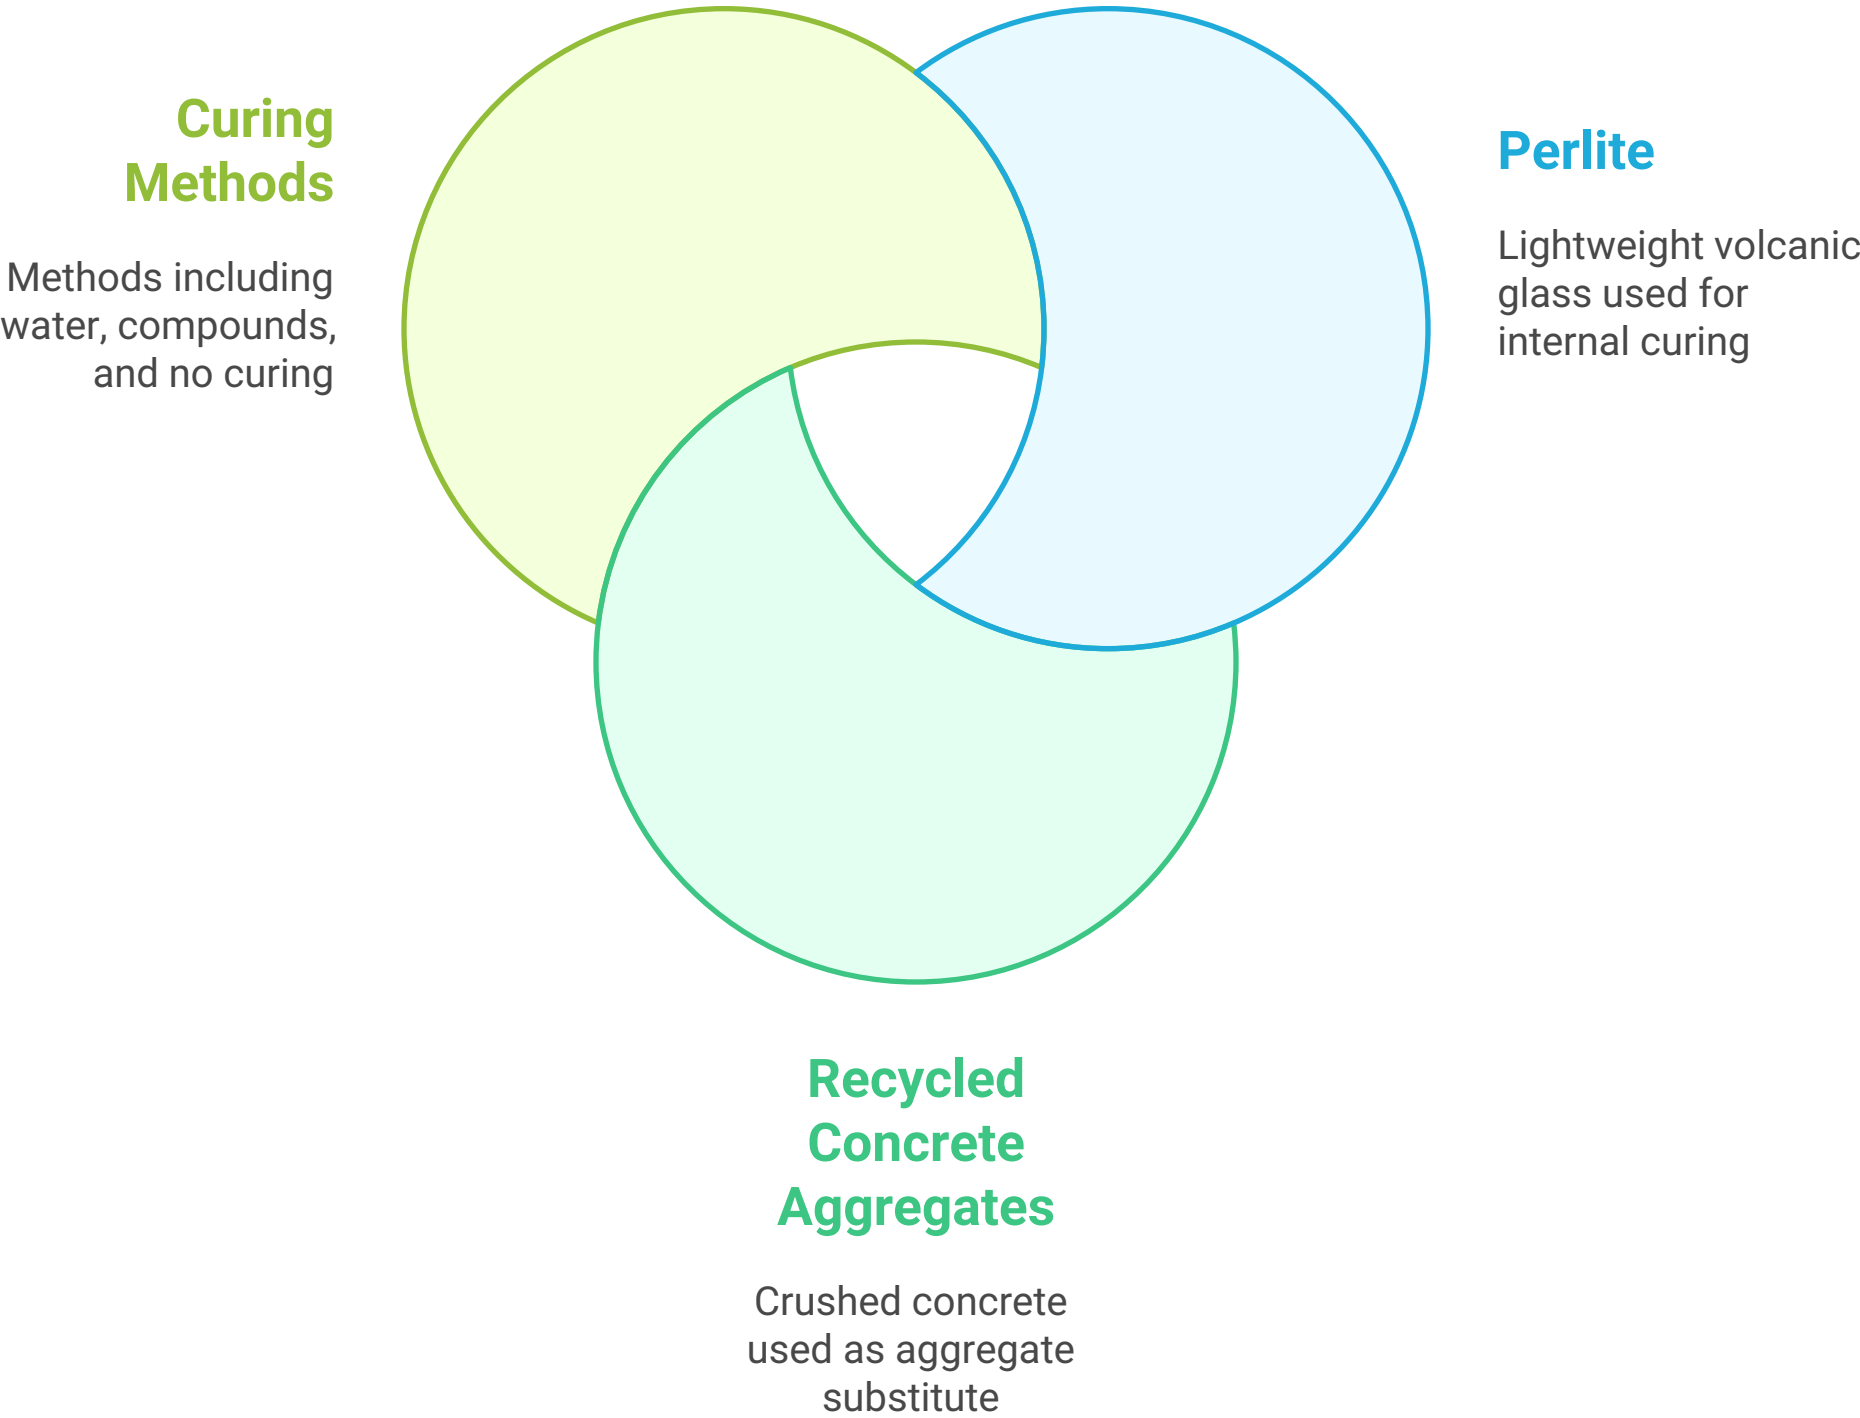 Curing
Methods
Methods including
water, compounds,
and no curing
Perlite
Lightweight volcanic
glass used for
internal curing
Recycled
Concrete
Aggregates
Crushed concrete
used as aggregate
substitute